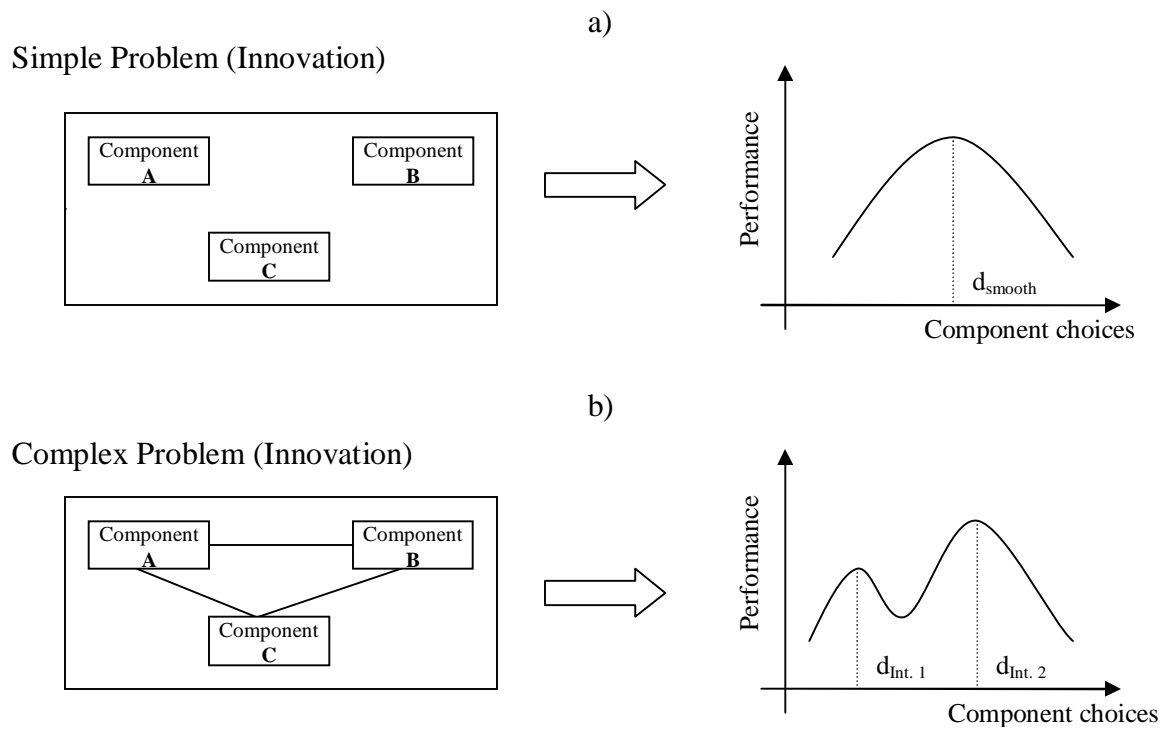 a)
Simple Problem (Innovation)
Component
A
Component
B
Component
C
Performance
d_smooth
Component choices
b)
Complex Problem (Innovation)
Component
A
Component
B
Component
C
Performance
d_Int. 1
d_Int. 2
Component choices